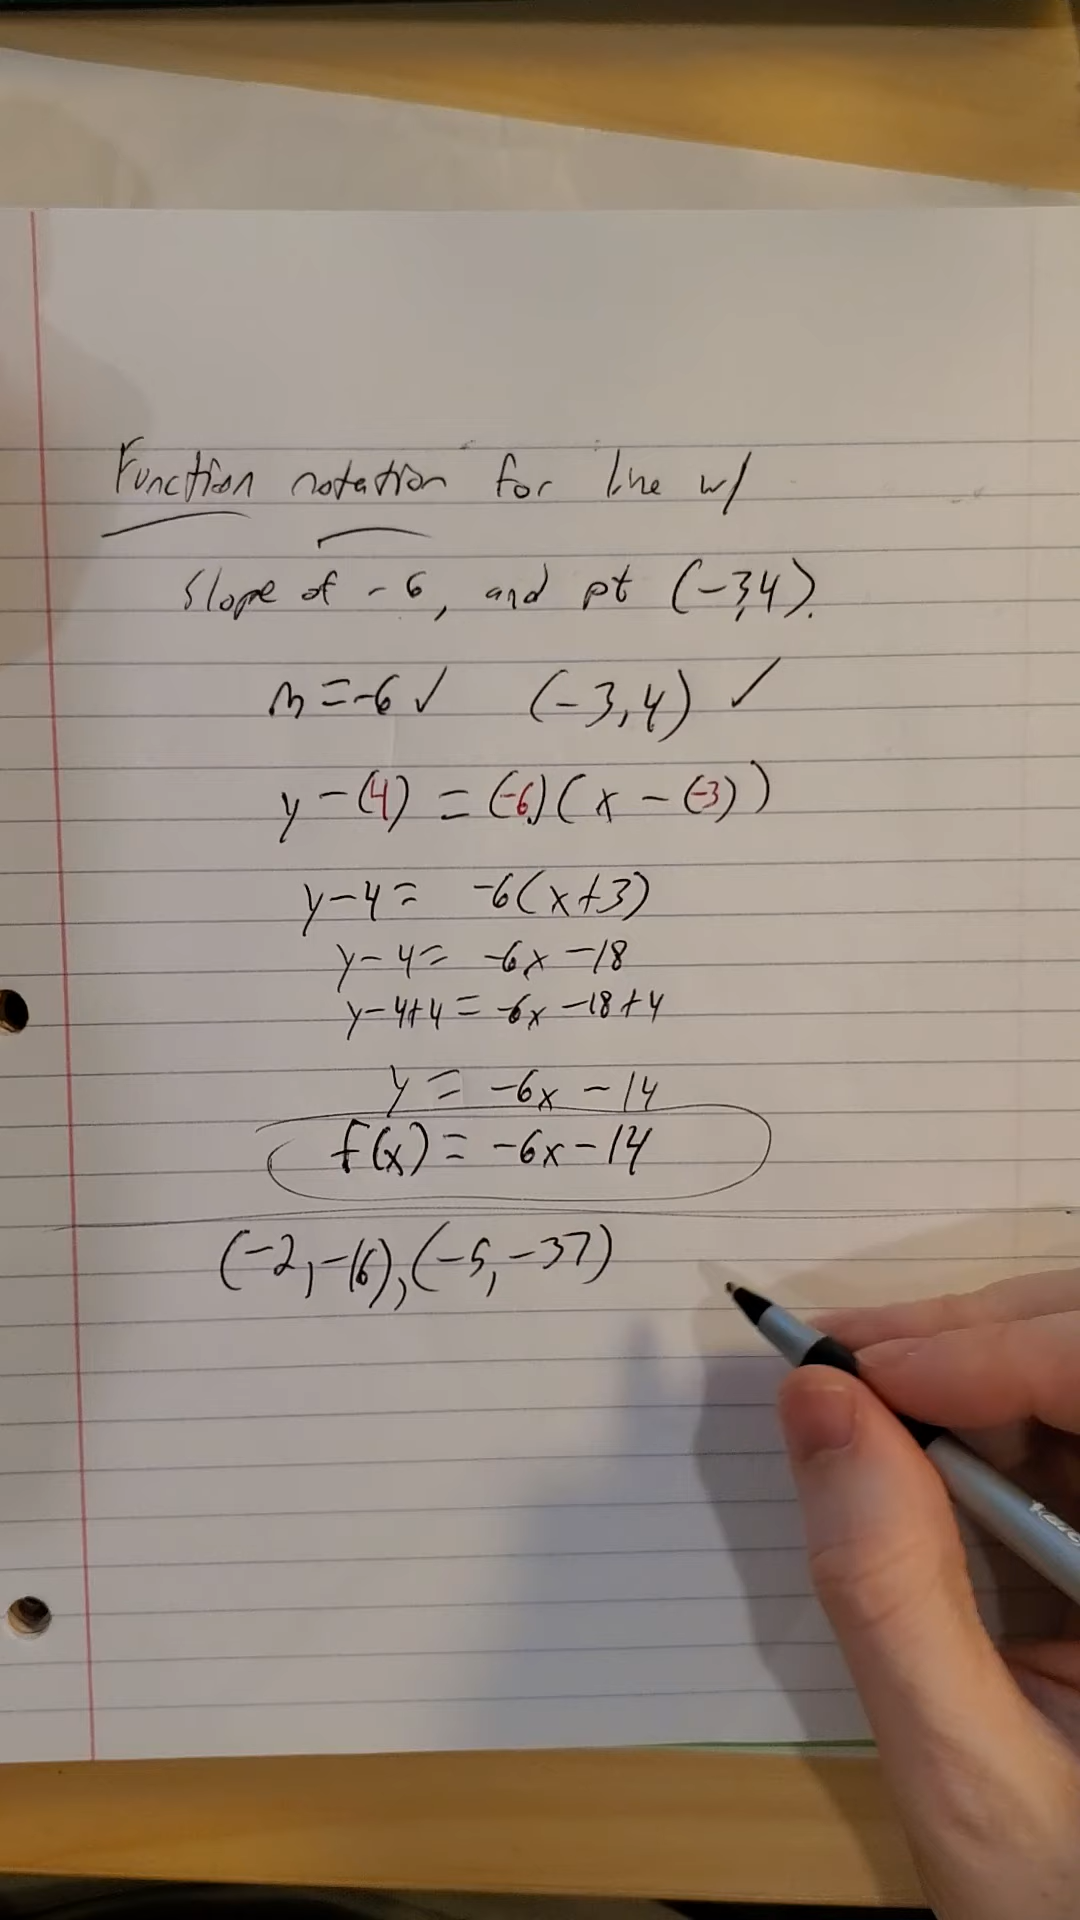 Function notation for line w/
slope of -6, and pt (-3,4).
m = -6 ✓ (-3,4) ✓
y-(4) = (-6)(x-(-3))
y-4 = -6(x+3)
y-4 = -6x-18
y-4+4 = -6x-18+4
y = -6x-14
f(x) = -6x-14
(-2,-16),(-5,-37)